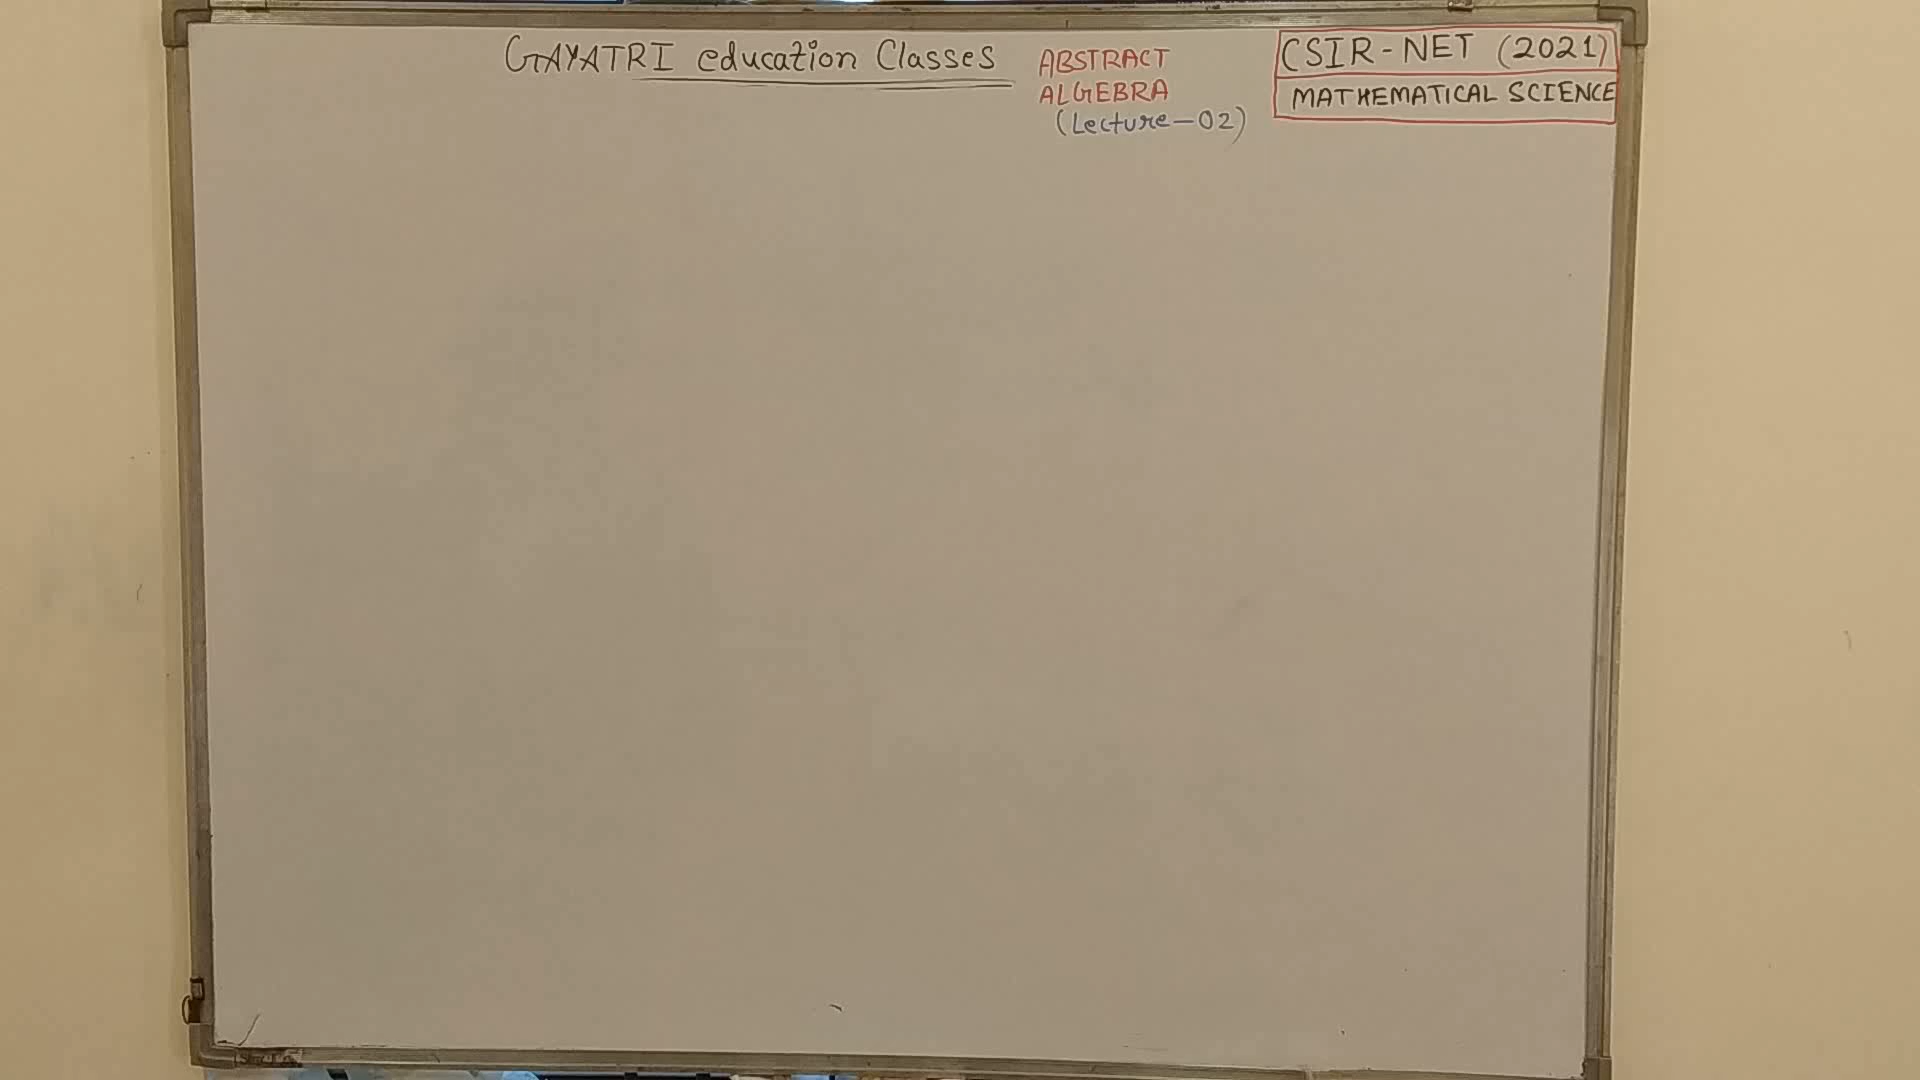 GAYATRI education Classes
ABSTRACT
ALGEBRA
(Lecture-02)
CSIR-NET (2021)
MATHEMATICAL SCIENCE